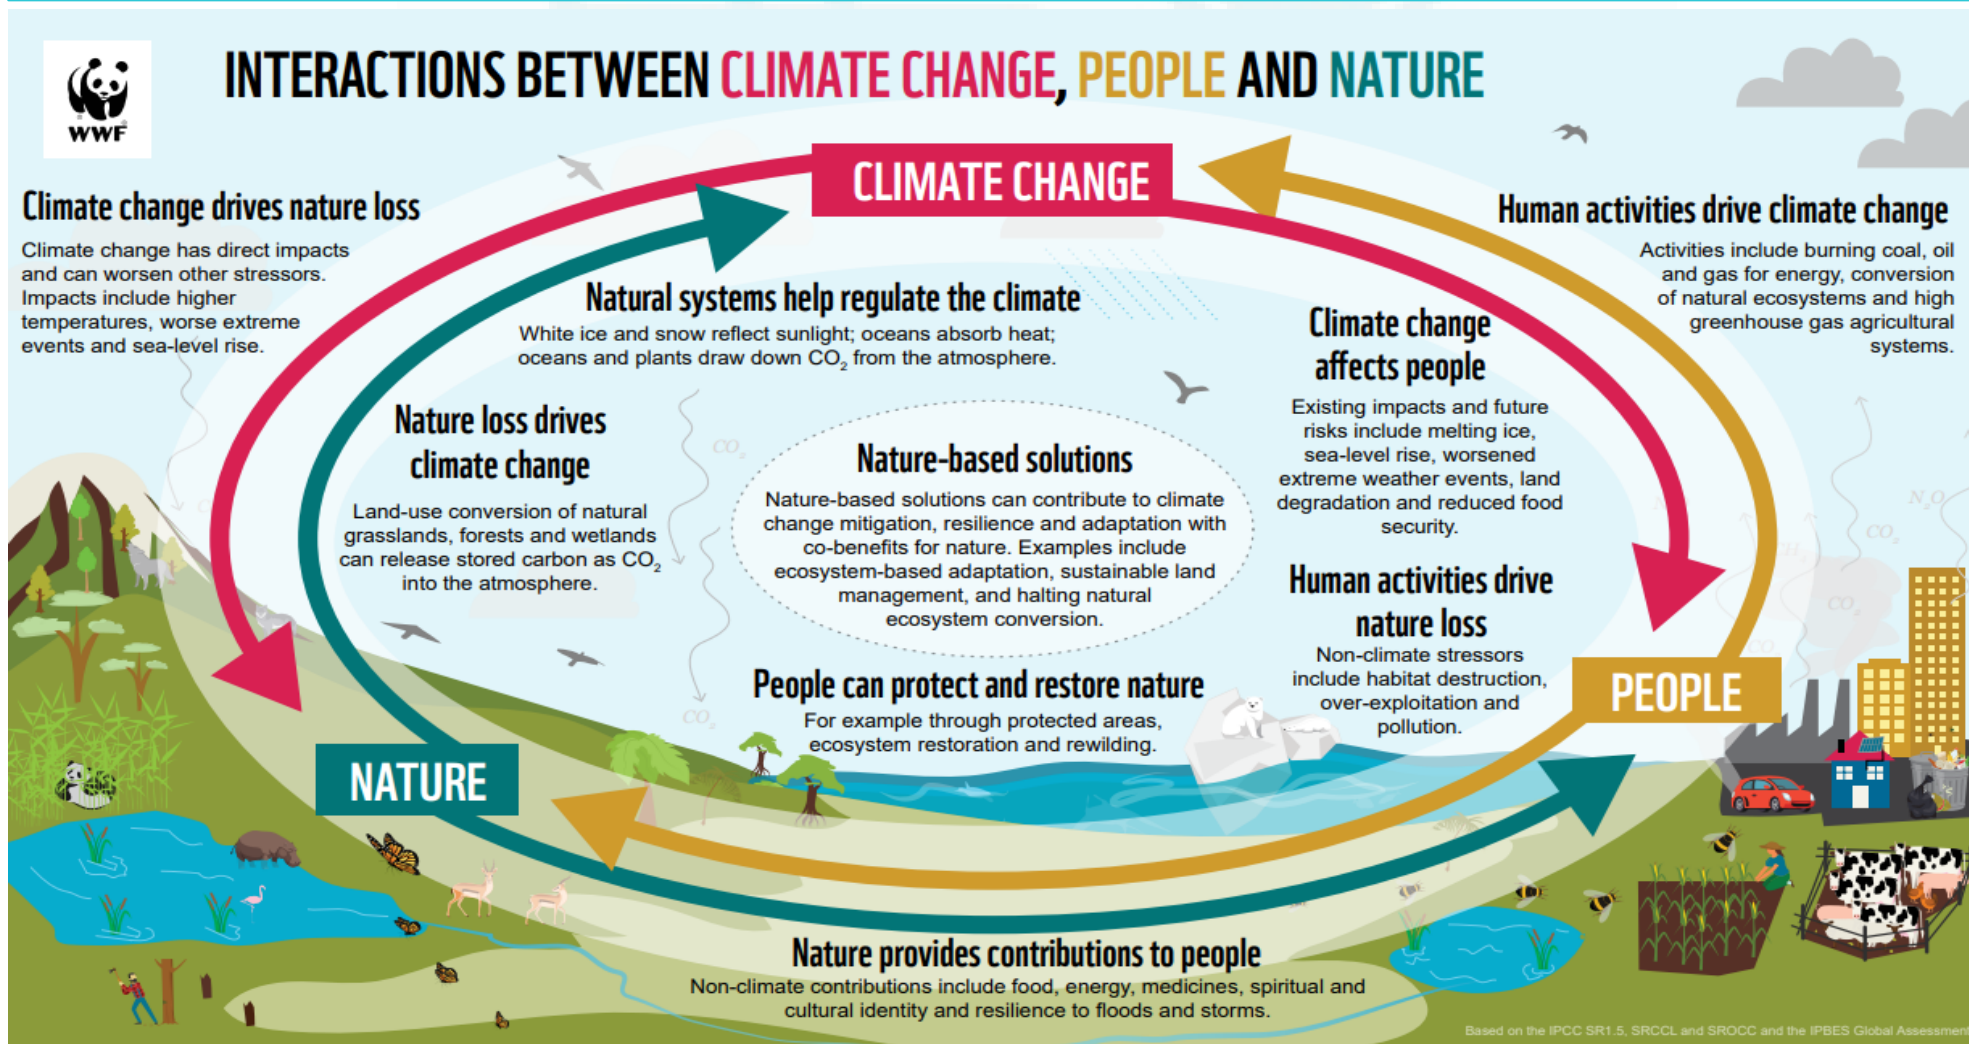 WWF
INTERACTIONS BETWEEN CLIMATE CHANGE, PEOPLE AND NATURE
CLIMATE CHANGE
Climate change drives nature loss
Climate change has direct impacts
and can worsen other stressors.
Impacts include higher
temperatures, worse extreme
events and sea-level rise.
Human activities drive climate change
Activities include burning coal, oil
and gas for energy, conversion
of natural ecosystems and high
greenhouse gas agricultural
systems.
Natural systems help regulate the climate
White ice and snow reflect sunlight; oceans absorb heat;
oceans and plants draw down CO₂ from the atmosphere.
Climate change
affects people
Existing impacts and future
risks include melting ice,
sea-level rise, worsened
extreme weather events, land
degradation and reduced food
security.
Nature loss drives
climate change
Land-use conversion of natural
grasslands, forests and wetlands
can release stored carbon as CO₂
into the atmosphere.
CO₂
Nature-based solutions
Nature-based solutions can contribute to climate
change mitigation, resilience and adaptation with
co-benefits for nature. Examples include
ecosystem-based adaptation, sustainable land
management, and halting natural
ecosystem conversion.
N₂O
CO₂
CO₂
Human activities drive
nature loss
Non-climate stressors
include habitat destruction,
over-exploitation and
pollution.
People can protect and restore nature
For example through protected areas,
ecosystem restoration and rewilding.
CO₂
PEOPLE
NATURE
Nature provides contributions to people
Non-climate contributions include food, energy, medicines, spiritual and
cultural identity and resilience to floods and storms.
Based on the IPCC SR1.5, SRCCL and SROCC and the IPBES Global Assessment